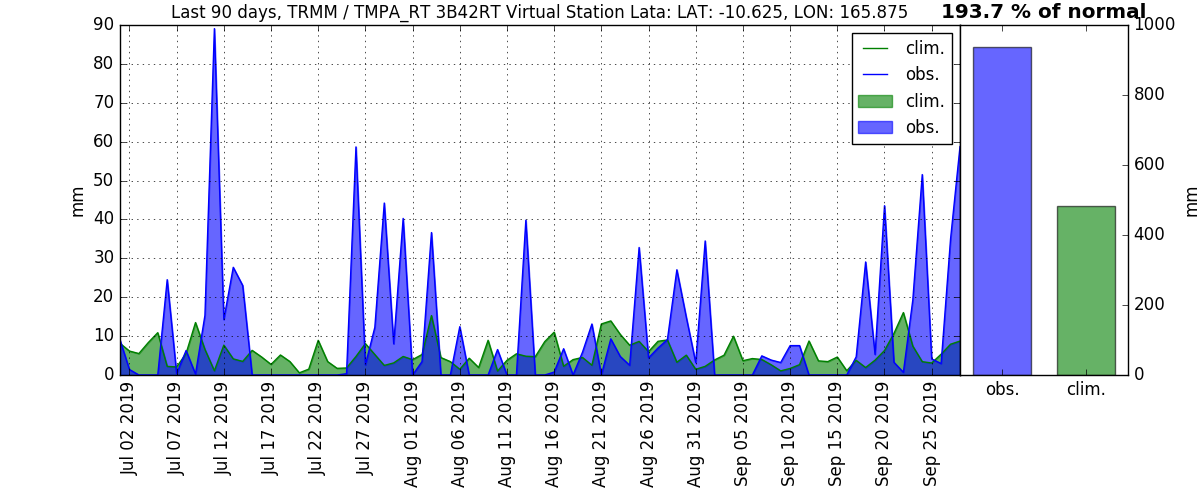 Last 90 days, TRMM / TMPA_RT 3B42RT Virtual Station Lata: LAT: -10.625, LON: 165.875
193.7 % of normal
90
80
70
60
50
40
30
20
10
0
mm
clim.
obs.
clim.
obs.
Jul 02 2019
Jul 07 2019
Jul 12 2019
Jul 17 2019
Jul 22 2019
Jul 27 2019
Aug 01 2019
Aug 06 2019
Aug 11 2019
Aug 16 2019
Aug 21 2019
Aug 26 2019
Aug 31 2019
Sep 05 2019
Sep 10 2019
Sep 15 2019
Sep 20 2019
Sep 25 2019
1000
800
600
400
200
0
mm
obs.
clim.